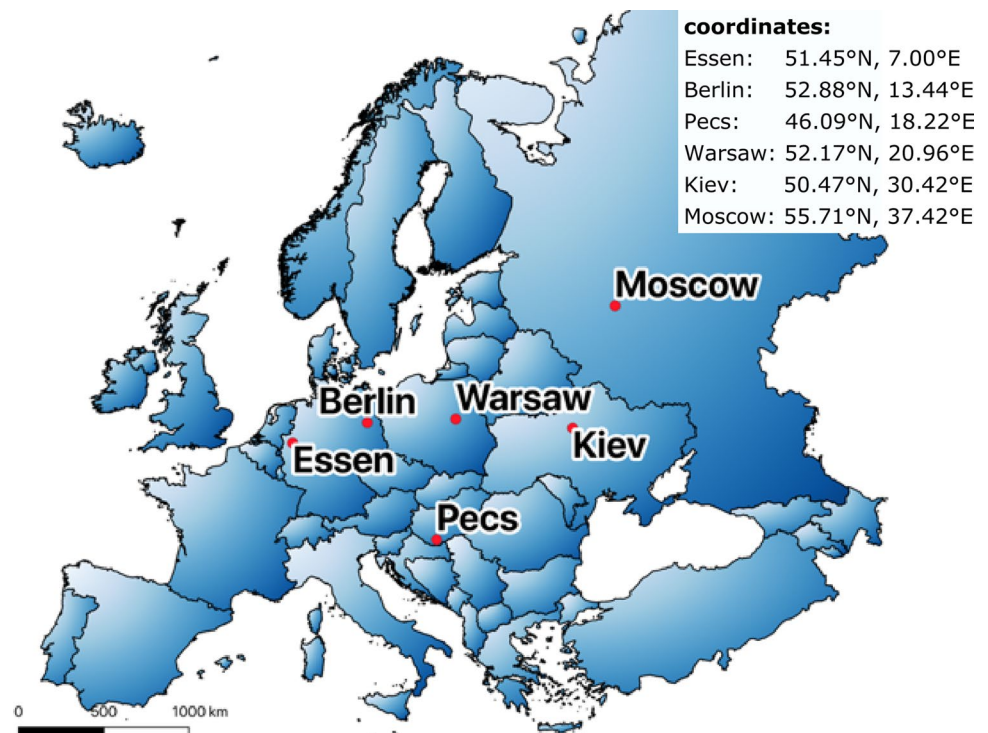 coordinates:
Essen: 51.45°N, 7.00°E
Berlin: 52.88°N, 13.44°E
Pecs: 46.09°N, 18.22°E
Warsaw: 52.17°N, 20.96°E
Kiev: 50.47°N, 30.42°E
Moscow: 55.71°N, 37.42°E
Moscow
Berlin
Warsaw
Essen
Kiev
Pecs
0 500 1000 km